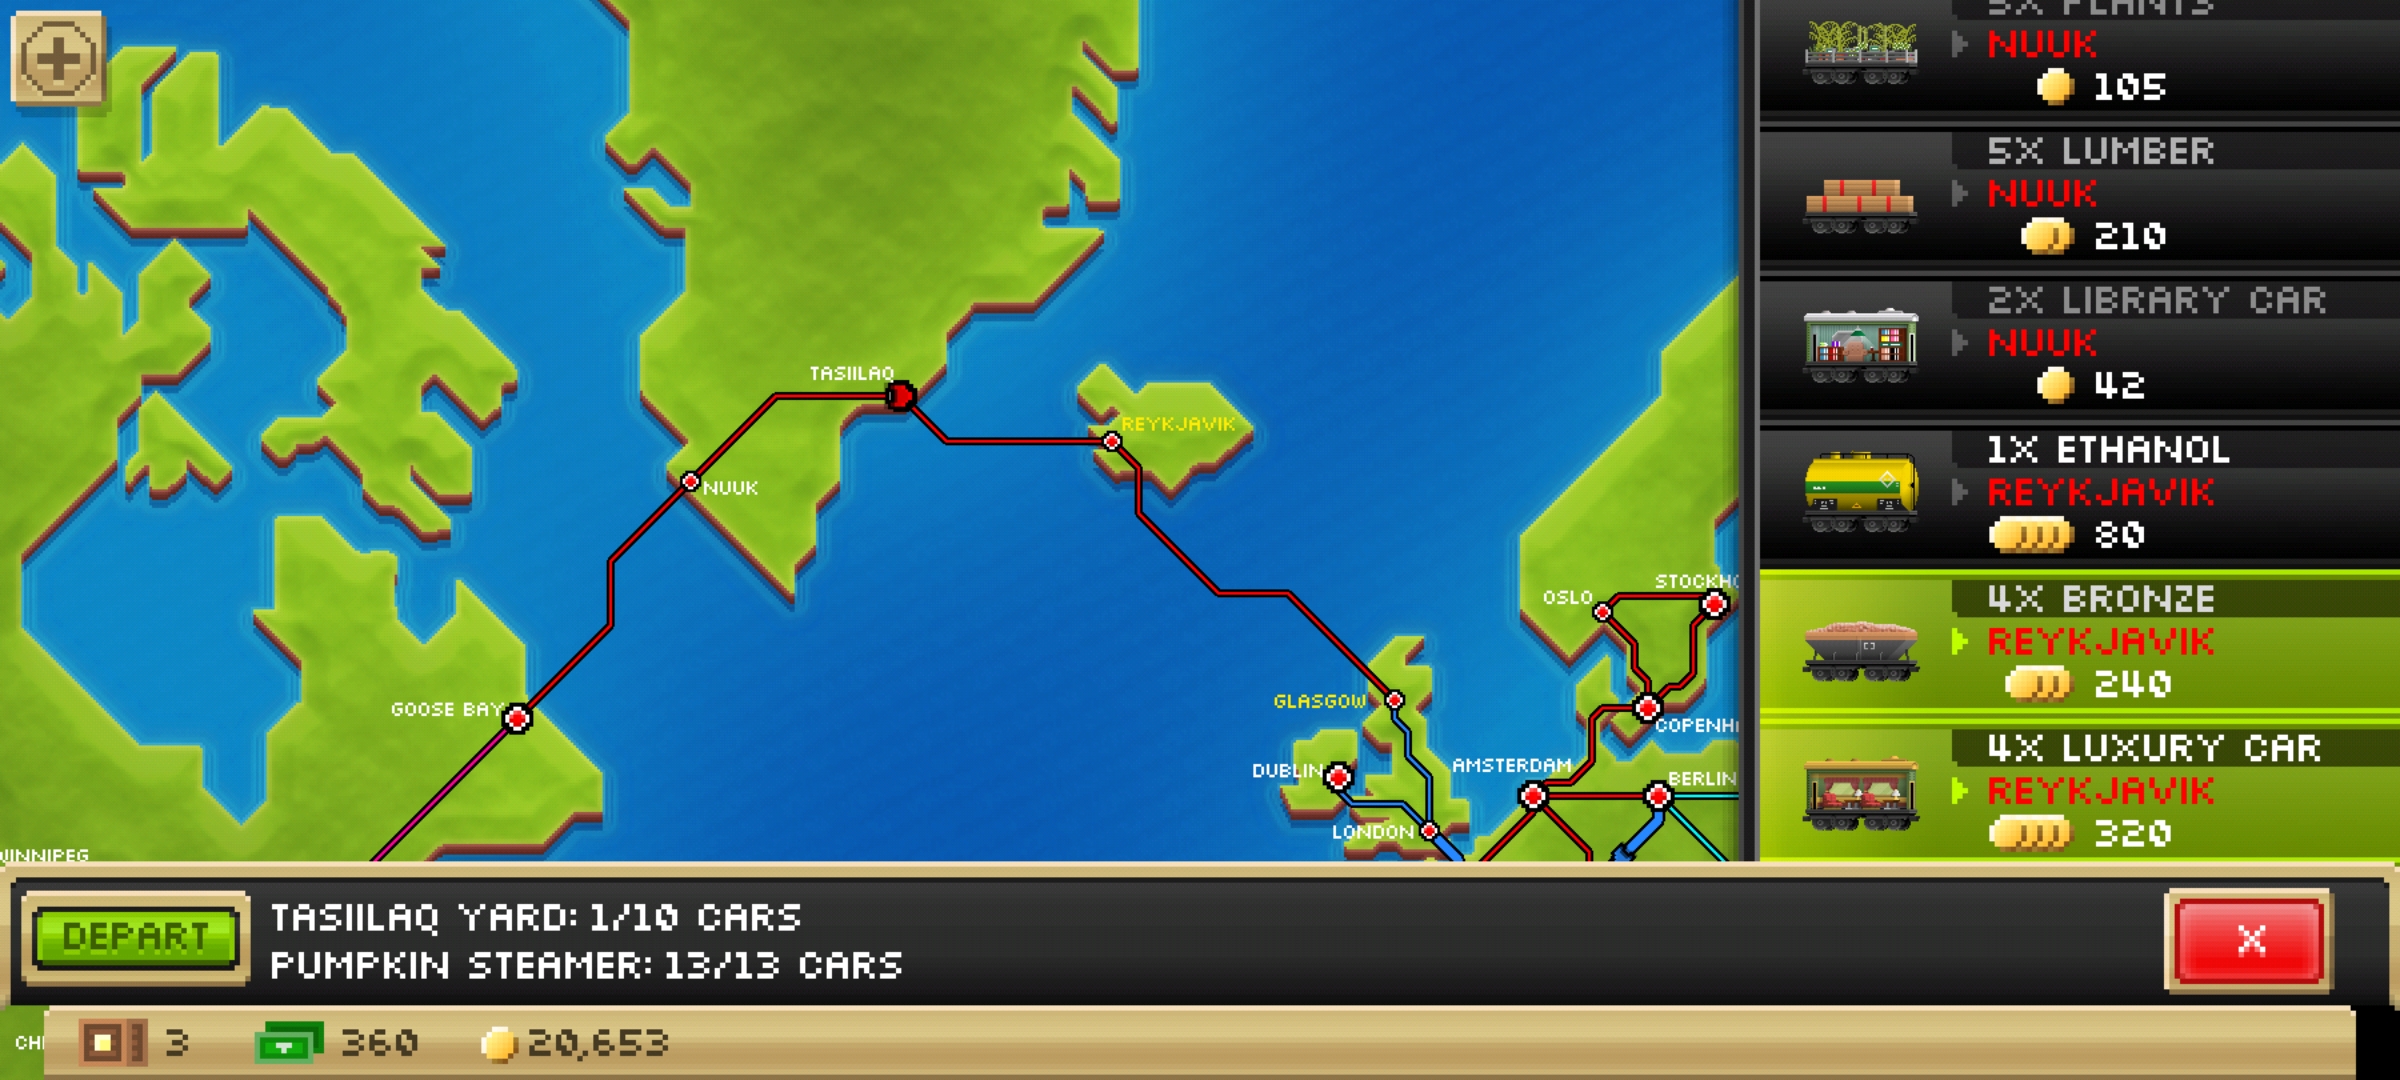 5X PLANTS
NUUK
105
5X LUMBER
NUUK
210
2X LIBRARY CAR
NUUK
42
1X ETHANOL
REYKJAVIK
80
4X BRONZE
REYKJAVIK
240
4X LUXURY CAR
REYKJAVIK
320
TASIILAQ
REYKJAVIK
NUUK
STOCKHO
OSLO
GOOSE BAY
GLASGOW
COPENH
AMSTERDAM
DUBLIN
BERLIN
LONDON
WINNIPEG
DEPART
TASIILAQ YARD: 1/10 CARS
PUMPKIN STEAMER: 13/13 CARS
X
CH
3
360
20,653